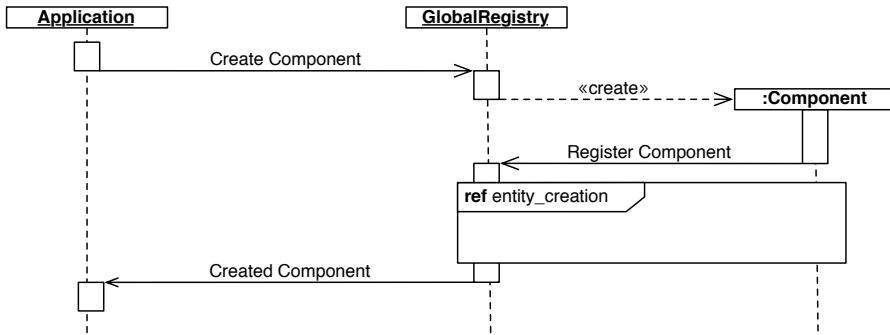 Application
GlobalRegistry
Create Component
«create»
:Component
Register Component
ref entity_creation
Created Component